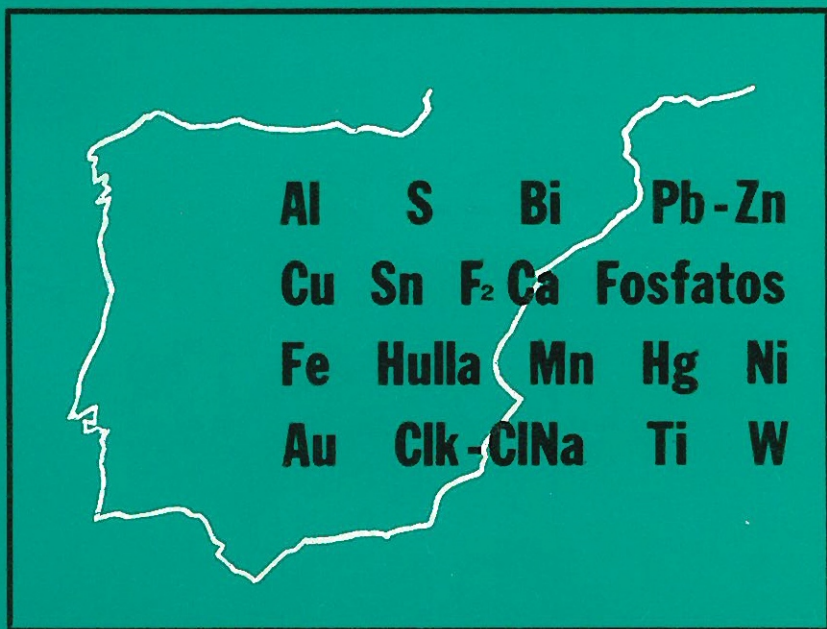 Al S Bi Pb-Zn
Cu Sn F₂ Ca Fosfatos
Fe Hulla Mn Hg Ni
Au Clk-ClNa Ti W